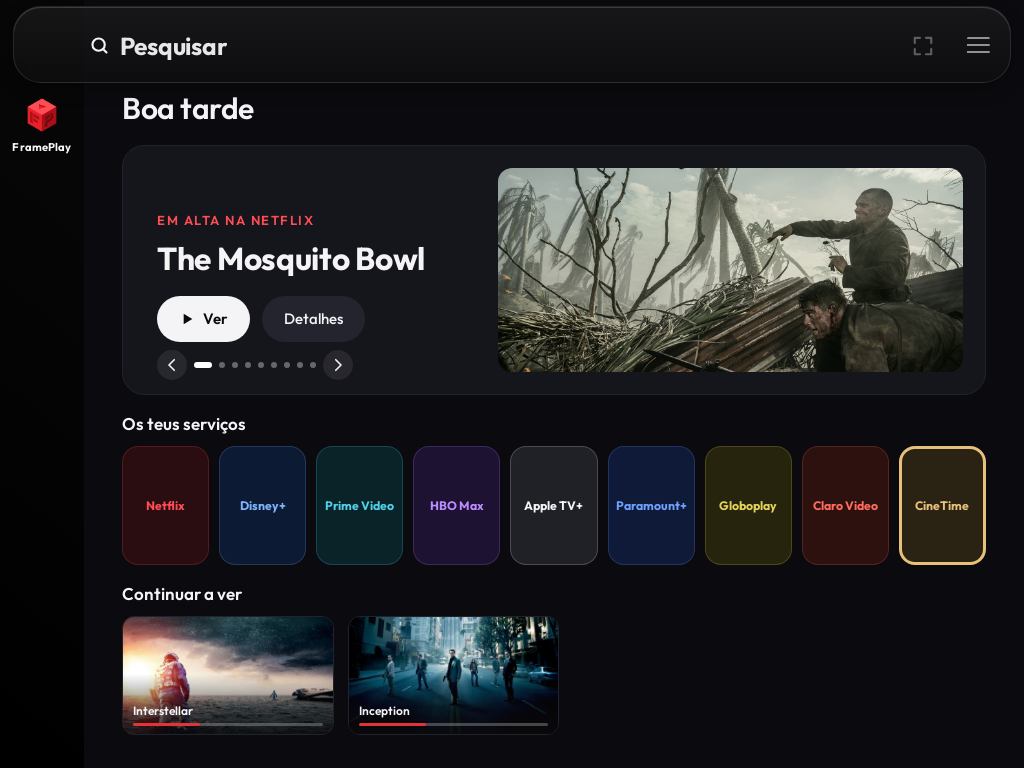 Pesquisar
FramePlay
Boa tarde
EM ALTA NA NETFLIX
The Mosquito Bowl
Ver
Detalhes
Os teus serviços
Netflix
Disney+
Prime Video
HBO Max
Apple TV+
Paramount+
Globoplay
Claro Video
CineTime
Continuar a ver
Interstellar
Inception